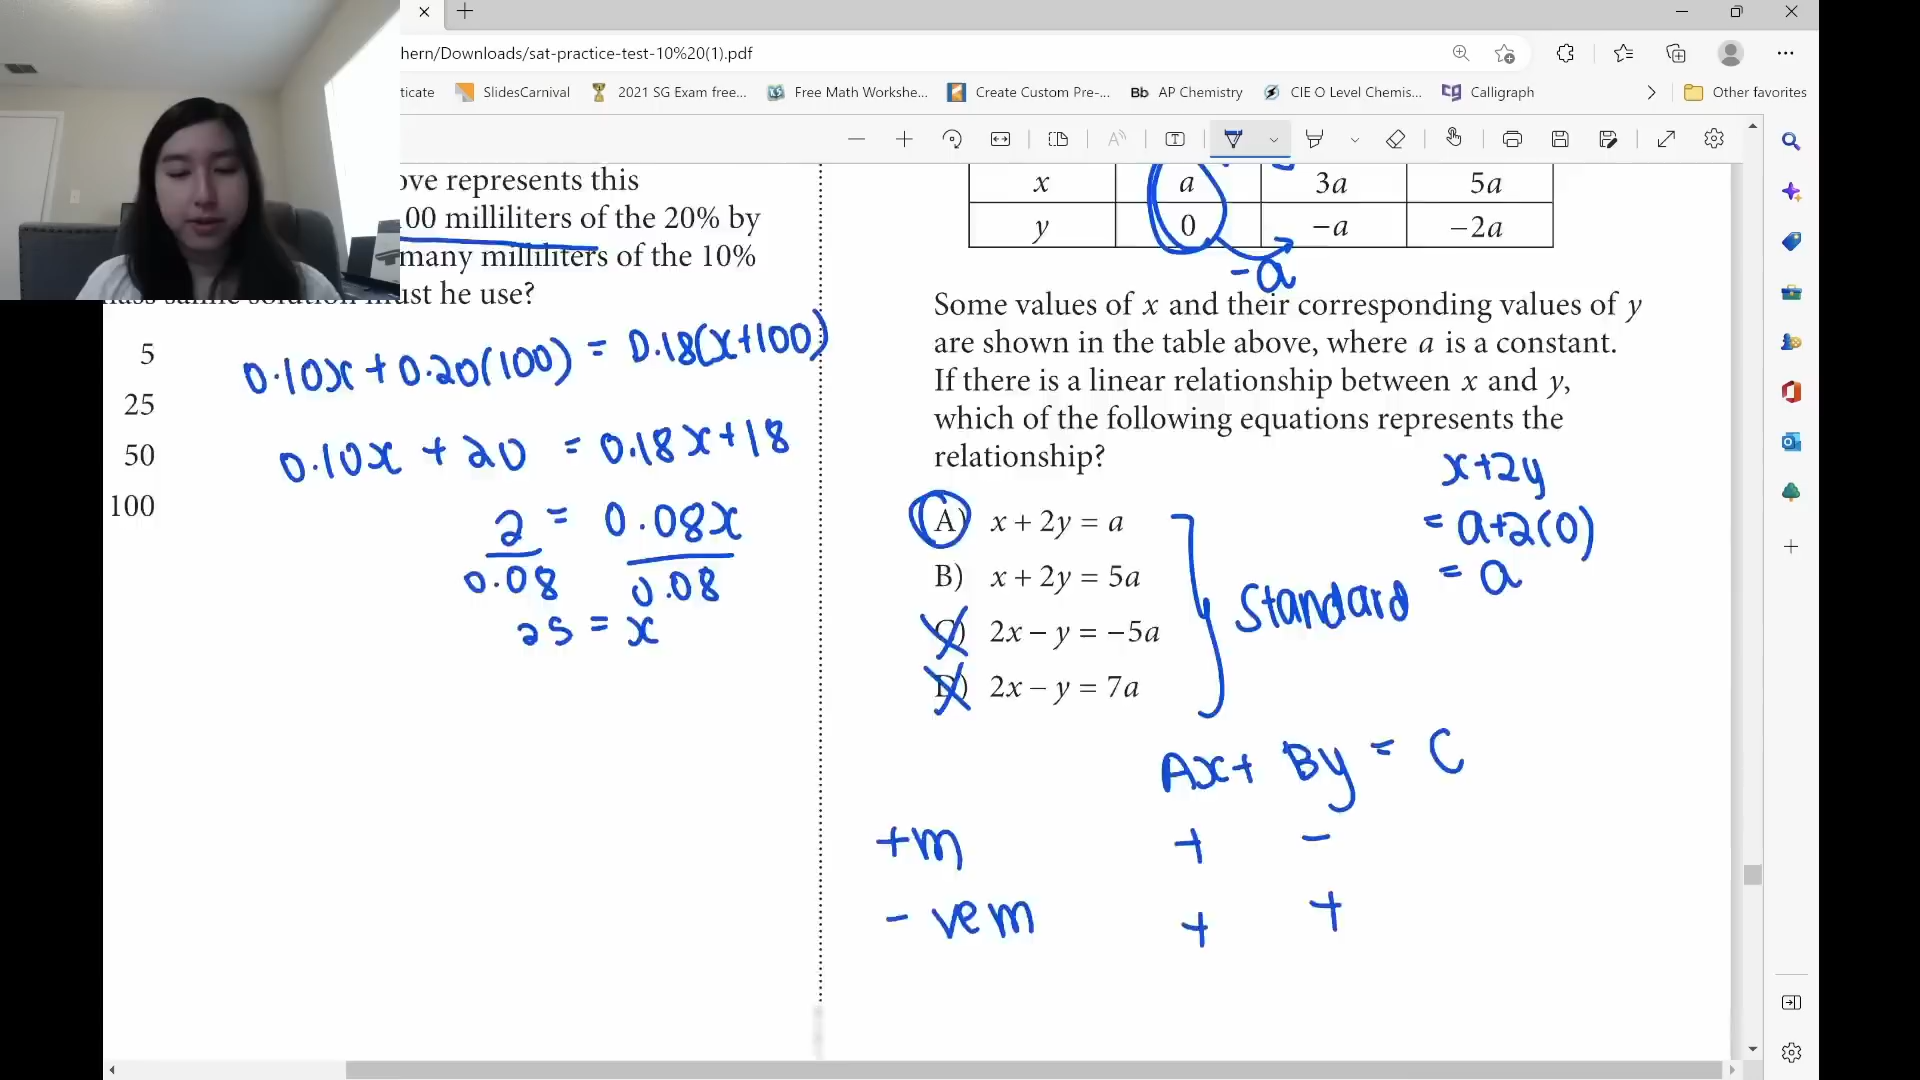 hern/Downloads/sat-practice-test-10%20(1).pdf
ticate SlidesCarnival 2021 SG Exam free... Free Math Workshe... Create Custom Pre-... Bb AP Chemistry CIE O Level Chemis... Calligraph Other favorites
ove represents this
00 milliliters of the 20% by
many milliliters of the 10%
ust he use?
5
25
50
100
0.10x + 0.20(100) = 0.18(x+100)
0.10x + 20 = 0.18x + 18
2 = 0.08x
0.08 0.08
25 = x
x a 3a 5a
y 0 -a -2a
-a
Some values of x and their corresponding values of y
are shown in the table above, where a is a constant.
If there is a linear relationship between x and y,
which of the following equations represents the
relationship?
A) x + 2y = a
B) x + 2y = 5a
C) 2x − y = −5a
D) 2x − y = 7a
Standard
x+2y
= a+2(0)
= a
Ax + By = C
+m + -
- ve m + +